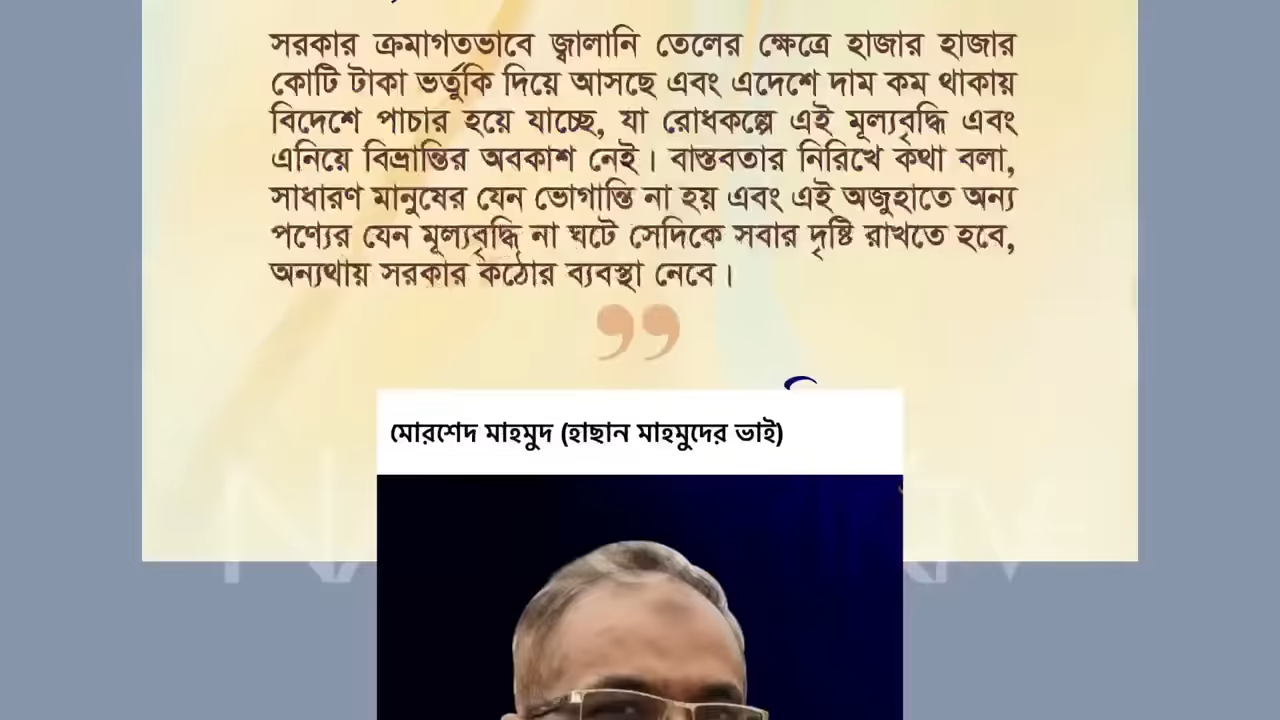 সরকার ক্রমাগতভাবে জ্বালানি তেলের ক্ষেত্রে হাজার হাজার
কোটি টাকা ভর্তুকি দিয়ে আসছে এবং এদেশে দাম কম থাকায়
বিদেশে পাচার হয়ে যাচ্ছে, যা রোধকল্পে এই মূল্যবৃদ্ধি এবং
এনিয়ে বিভ্রান্তির অবকাশ নেই। বাস্তবতার নিরিখে কথা বলা,
সাধারণ মানুষের যেন ভোগান্তি না হয় এবং এই অজুহাতে অন্য
পণ্যের যেন মূল্যবৃদ্ধি না ঘটে সেদিকে সবার দৃষ্টি রাখতে হবে,
অন্যথায় সরকার কঠোর ব্যবস্থা নেবে।
”
মোরশেদ মাহমুদ (হাছান মাহমুদের ভাই)